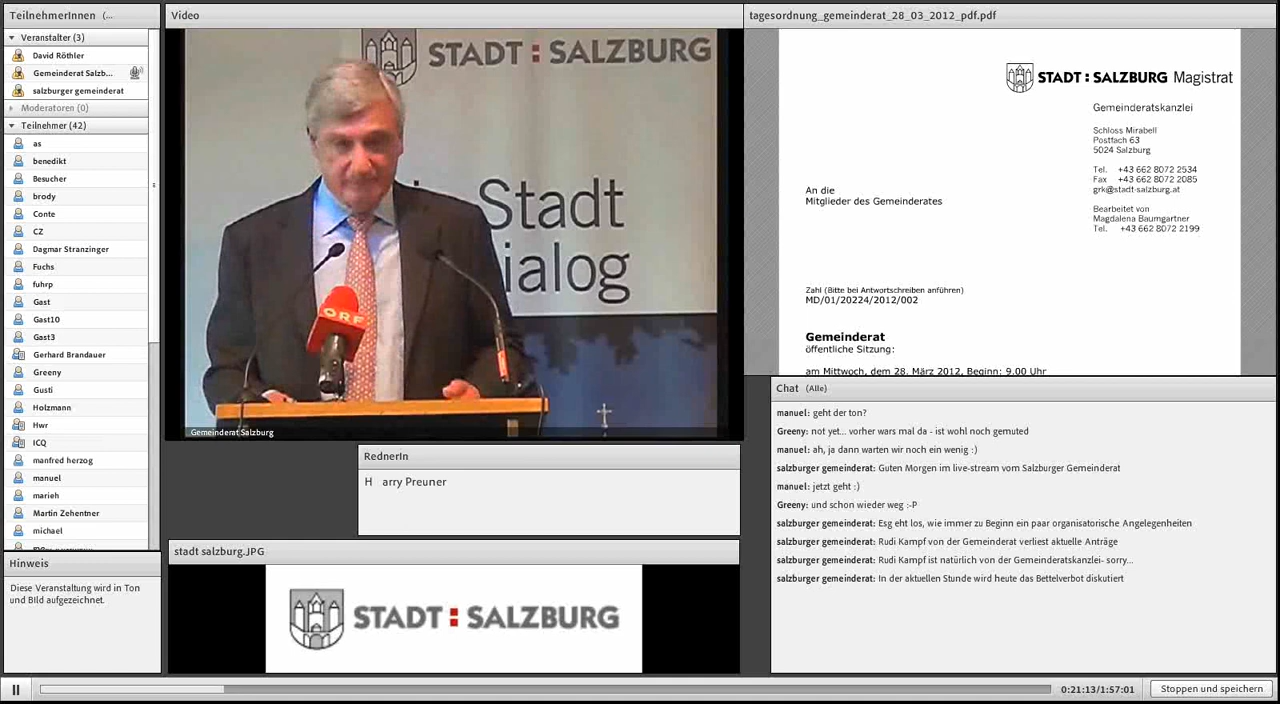 TeilnehmerInnen (...
Veranstalter (3)
David Röthler
Gemeinderat Salzb...
salzburger gemeinderat
Moderatoren (0)
Teilnehmer (42)
as
benedikt
Besucher
brody
Conte
CZ
Dagmar Stranzinger
Fuchs
fuhrp
Gast
Gast10
Gast3
Gerhard Brandauer
Greeny
Gusti
Holzmann
Hwr
ICQ
manfred herzog
manuel
marieh
Martin Zehentner
michael
Hinweis
Diese Veranstaltung wird in Ton
und BIld aufgezeichnet.
Video
STADT : SALZBURG
Stadt
ialog
ORF
Gemeinderat Salzburg
RednerIn
H arry Preuner
stadt salzburg.JPG
STADT : SALZBURG
tagesordnung_gemeinderat_28_03_2012_pdf.pdf
STADT : SALZBURG Magistrat
Gemeinderatskanzlei
Schloss Mirabell
Postfach 63
5024 Salzburg
Tel. +43 662 8072 2534
Fax +43 662 8072 2085
grk@stadt-salzburg.at
Bearbeitet von
Magdalena Baumgartner
Tel. +43 662 8072 2199
An die
Mitglieder des Gemeinderates
Zahl (Bitte bei Antwortschreiben anführen)
MD/01/20224/2012/002
Gemeinderat
öffentliche Sitzung:
am Mittwoch, dem 28. März 2012, Beginn: 9.00 Uhr
Chat (Alle)
manuel: geht der ton?
Greeny: not yet... vorher wars mal da - ist wohl noch gemuted
manuel: ah, ja dann warten wir noch ein wenig :)
salzburger gemeinderat: Guten Morgen im live-stream vom Salzburger Gemeinderat
manuel: jetzt geht :)
Greeny: und schon wieder weg :-P
salzburger gemeinderat: Esg eht los, wie immer zu Beginn ein paar organisatorische Angelegenheiten
salzburger gemeinderat: Rudi Kampf von der Gemeinderat verliest aktuelle Anträge
salzburger gemeinderat: Rudi Kampf ist natürlich von der Gemeinderatskanzlei- sorry...
salzburger gemeinderat: In der aktuellen Stunde wird heute das Bettelverbot diskutiert
0:21:13/1:57:01
Stoppen und speichern